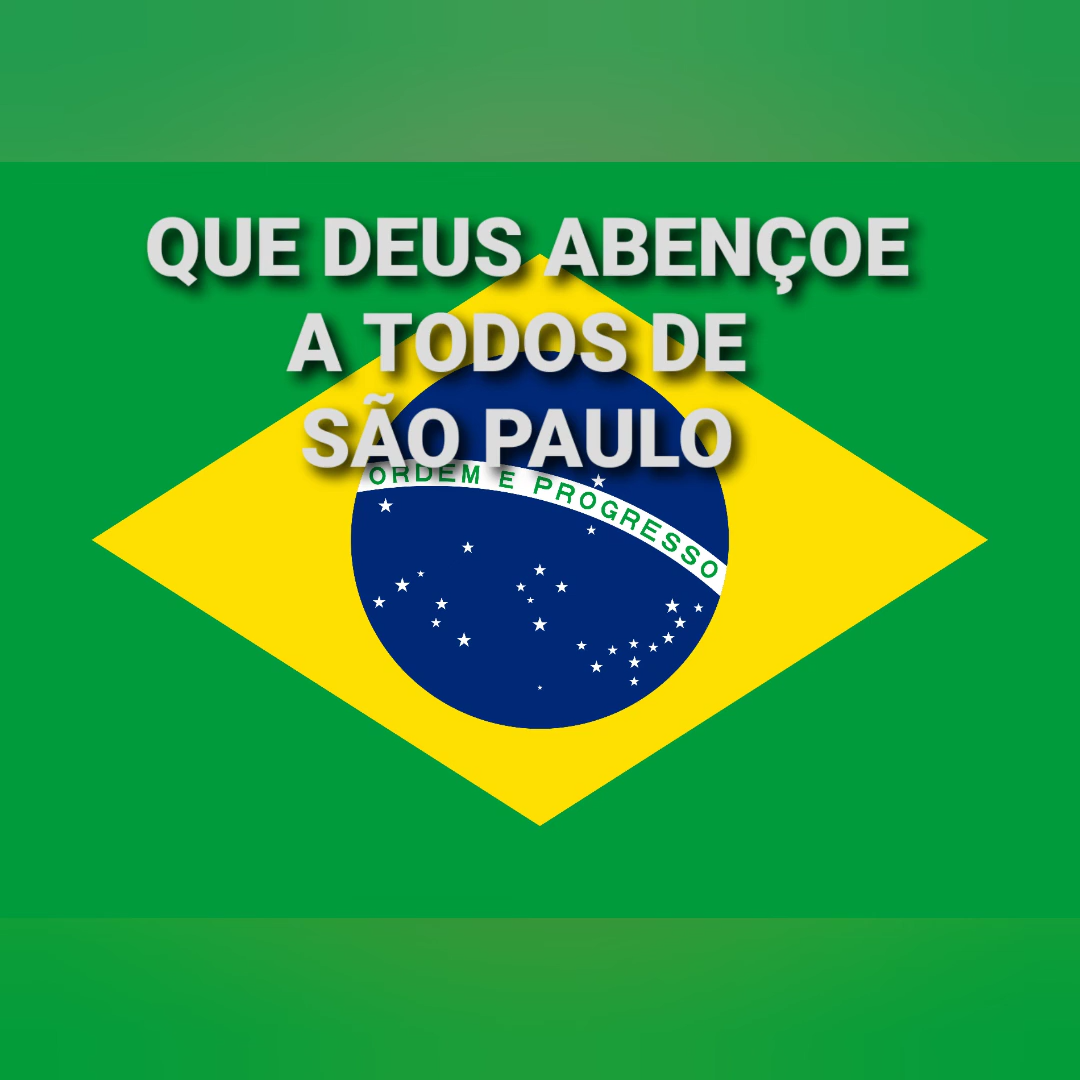 QUE DEUS ABENÇOE
A TODOS DE
SÃO PAULO
ORDEM E PROGRESSO